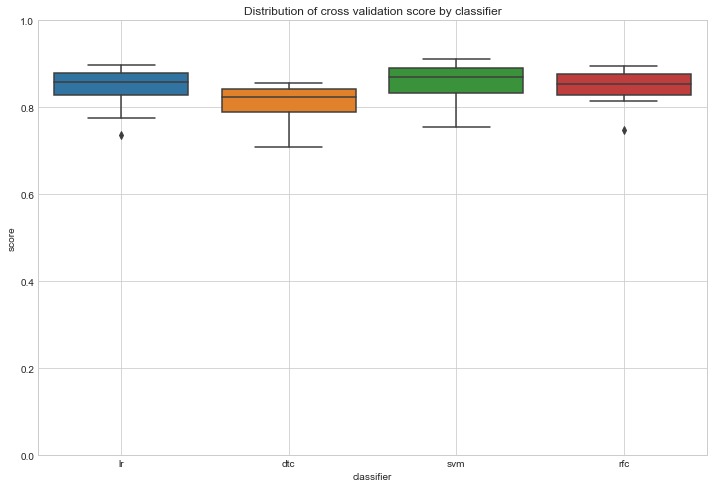 Distribution of cross validation score by classifier
1.0
0.8
0.6
0.4
0.2
0.0
score
lr
dtc
svm
rfc
classifier